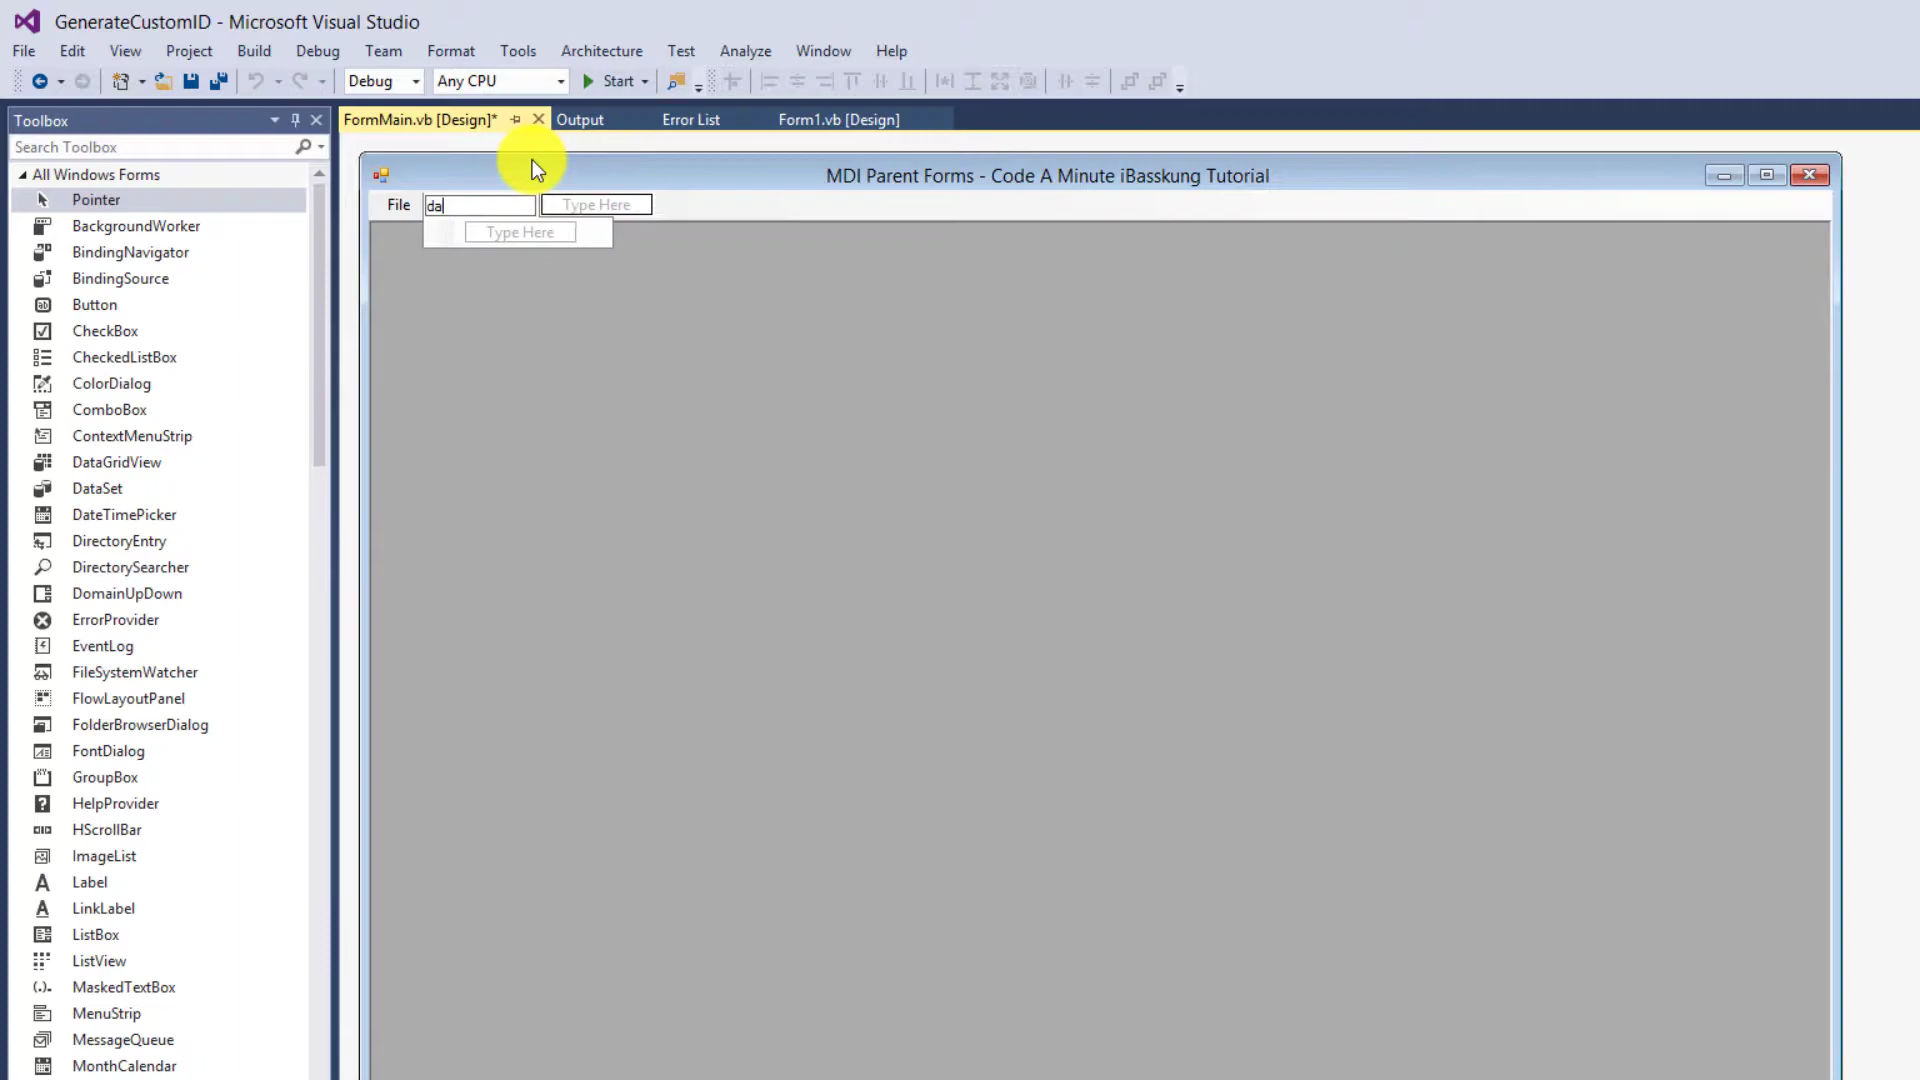 GenerateCustomID - Microsoft Visual Studio
File Edit View Project Build Debug Team Format Tools Architecture Test Analyze Window Help
Debug Any CPU Start
Toolbox
FormMain.vb [Design]* Output Error List Form1.vb [Design]
Search Toolbox
All Windows Forms
MDI Parent Forms - Code A Minute iBasskung Tutorial
Pointer
File da Type Here
BackgroundWorker
Type Here
BindingNavigator
BindingSource
Button
CheckBox
CheckedListBox
ColorDialog
ComboBox
ContextMenuStrip
DataGridView
DataSet
DateTimePicker
DirectoryEntry
DirectorySearcher
DomainUpDown
ErrorProvider
EventLog
FileSystemWatcher
FlowLayoutPanel
FolderBrowserDialog
FontDialog
GroupBox
HelpProvider
HScrollBar
ImageList
Label
LinkLabel
ListBox
ListView
MaskedTextBox
MenuStrip
MessageQueue
MonthCalendar